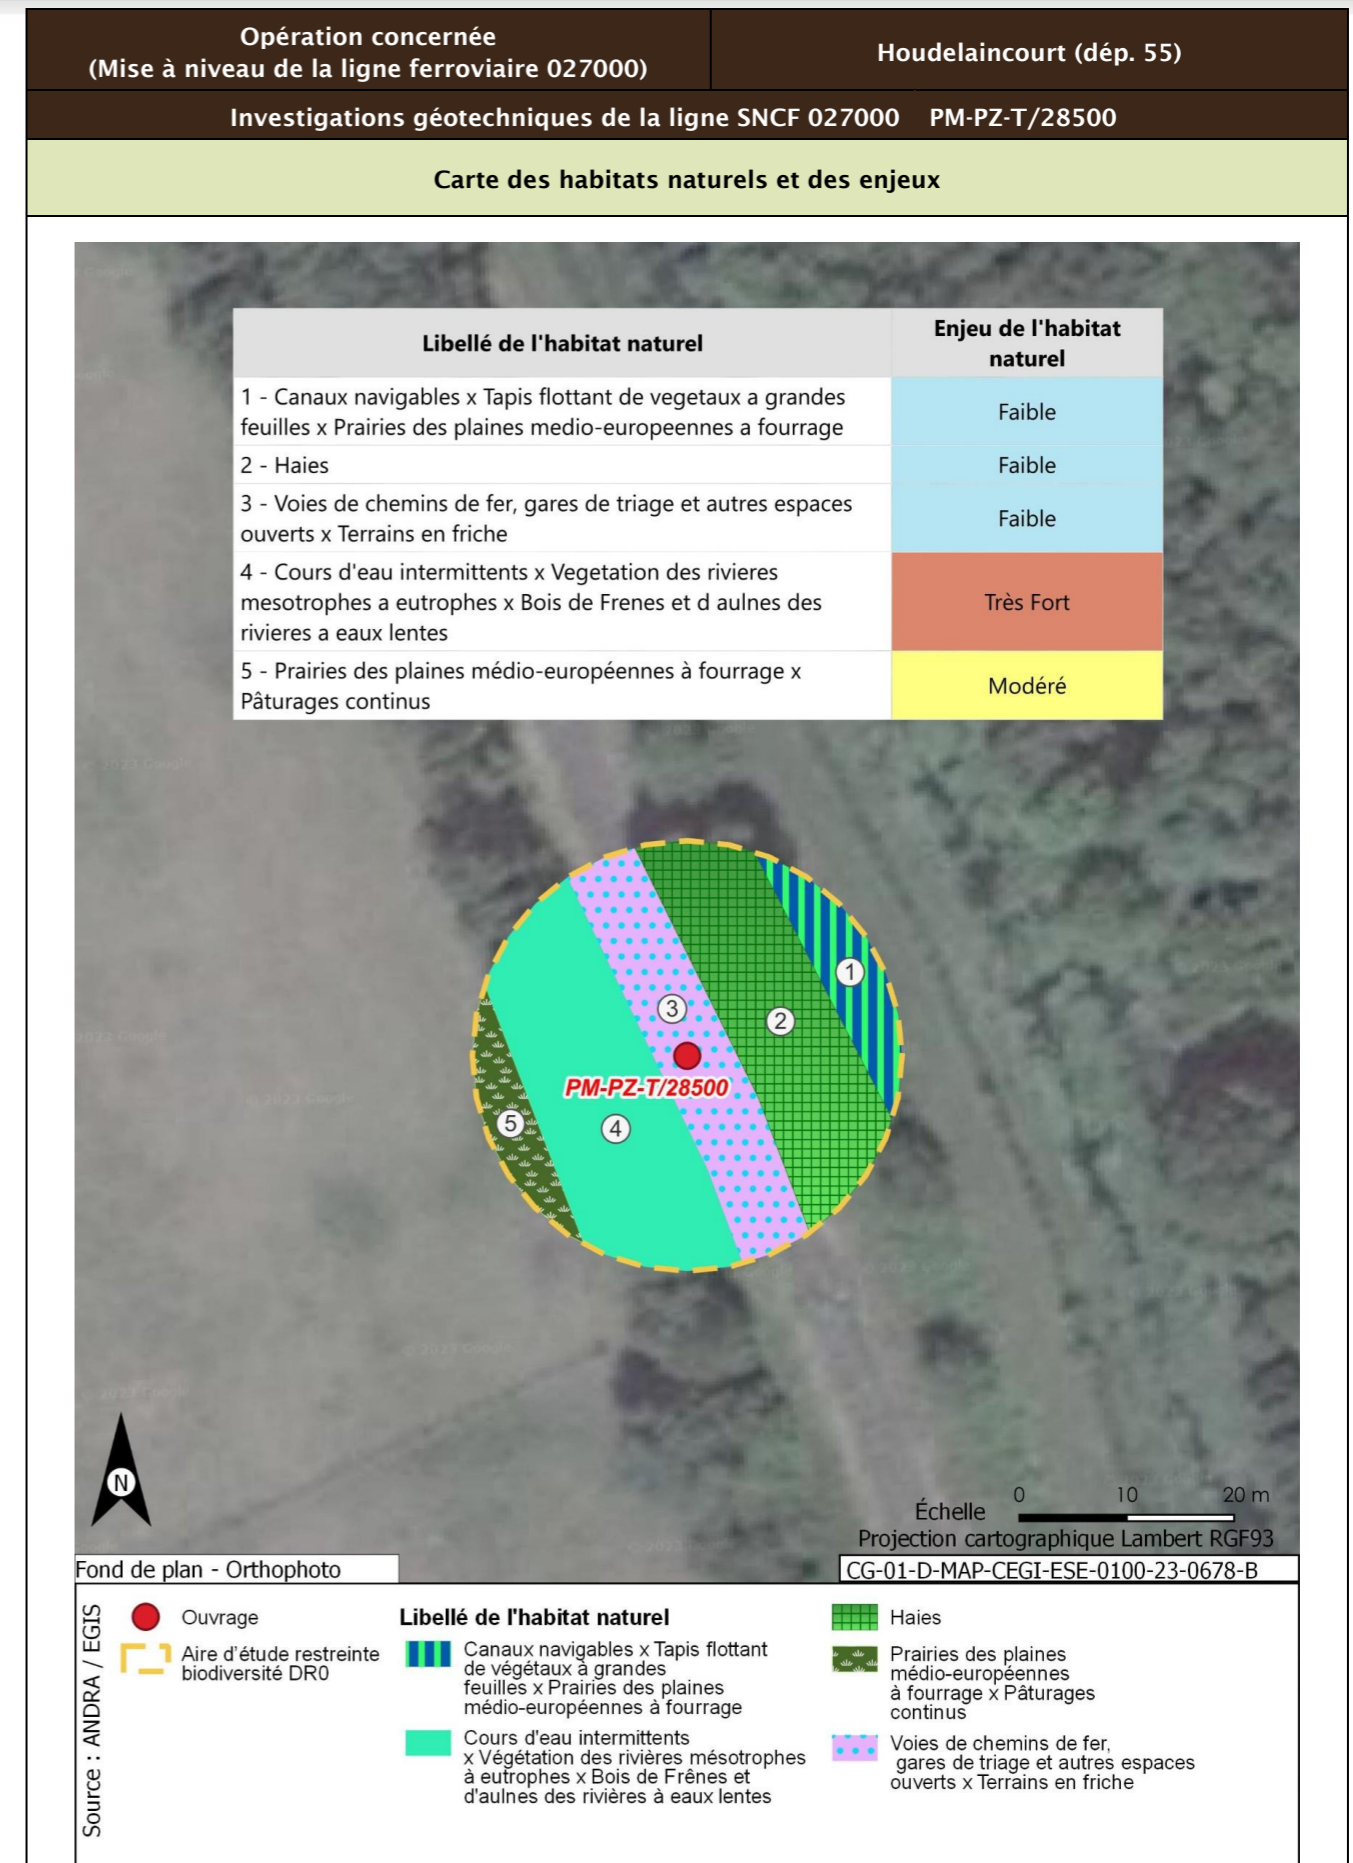 Opération concernée
(Mise à niveau de la ligne ferroviaire 027000)
Houdelaincourt (dép. 55)
Investigations géotechniques de la ligne SNCF 027000 PM-PZ-T/28500
Carte des habitats naturels et des enjeux
Libellé de l'habitat naturel
Enjeu de l'habitat
naturel
1 - Canaux navigables x Tapis flottant de vegetaux a grandes
feuilles x Prairies des plaines medio-europeennes a fourrage
Faible
2 - Haies
Faible
3 - Voies de chemins de fer, gares de triage et autres espaces
ouverts x Terrains en friche
Faible
4 - Cours d'eau intermittents x Vegetation des rivieres
mesotrophes a eutrophes x Bois de Frenes et d aulnes des
rivieres a eaux lentes
Très Fort
5 - Prairies des plaines médio-européennes à fourrage x
Pâturages continus
Modéré
© 2023 Google
1
3
2
PM-PZ-T/28500
5
4
© 2023 Google
© 2023 Google
© 2023 Google
N
0 10 20 m
Échelle
Projection cartographique Lambert RGF93
Fond de plan - Orthophoto
CG-01-D-MAP-CEGI-ESE-0100-23-0678-B
Source : ANDRA / EGIS
Ouvrage
Aire d'étude restreinte
biodiversité DR0
Libellé de l'habitat naturel
Canaux navigables x Tapis flottant
de végétaux à grandes
feuilles x Prairies des plaines
médio-européennes à fourrage
Cours d'eau intermittents
x Végétation des rivières mésotrophes
à eutrophes x Bois de Frênes et
d'aulnes des rivières à eaux lentes
Haies
Prairies des plaines
médio-européennes
à fourrage x Pâturages
continus
Voies de chemins de fer,
gares de triage et autres espaces
ouverts x Terrains en friche